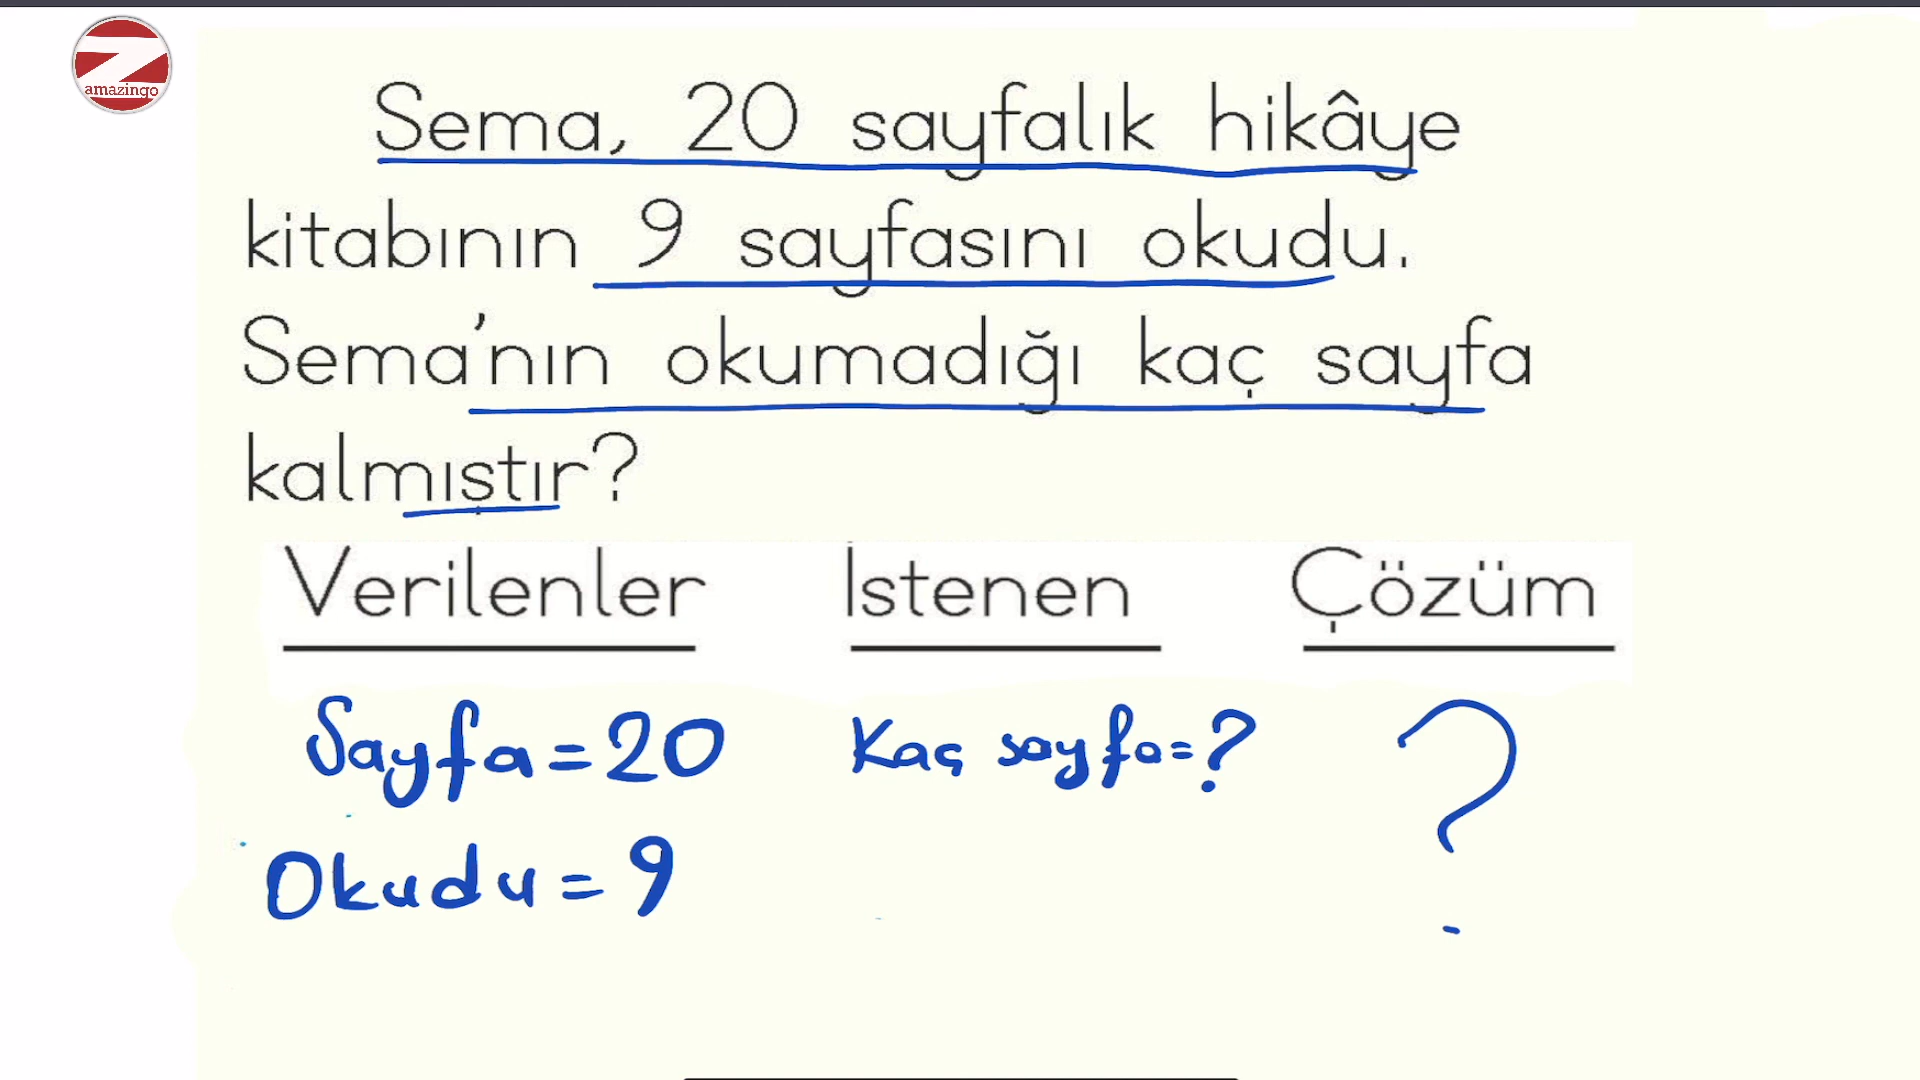 amazingo
Sema, 20 sayfalık hikâye
kitabının 9 sayfasını okudu.
Sema'nın okumadığı kaç sayfa
kalmıştır?
Verilenler İstenen Çözüm
Sayfa=20 Kaç sayfa=? ?
Okudu=9